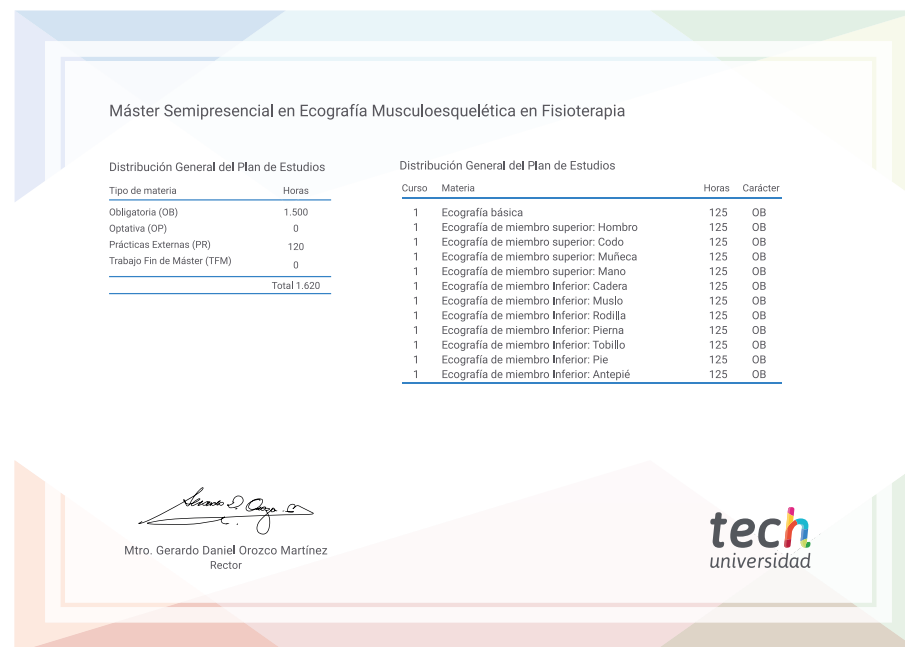 Máster Semipresencial en Ecografía Musculoesquelética en Fisioterapia
Distribución General del Plan de Estudios
Tipo de materia Horas
Obligatoria (OB) 1.500
Optativa (OP) 0
Prácticas Externas (PR) 120
Trabajo Fin de Máster (TFM) 0
Total 1.620
Distribución General del Plan de Estudios
Curso Materia Horas Carácter
1 Ecografía básica 125 OB
1 Ecografía de miembro superior: Hombro 125 OB
1 Ecografía de miembro superior: Codo 125 OB
1 Ecografía de miembro superior: Muñeca 125 OB
1 Ecografía de miembro superior: Mano 125 OB
1 Ecografía de miembro Inferior: Cadera 125 OB
1 Ecografía de miembro Inferior: Muslo 125 OB
1 Ecografía de miembro Inferior: Rodilla 125 OB
1 Ecografía de miembro Inferior: Pierna 125 OB
1 Ecografía de miembro Inferior: Tobillo 125 OB
1 Ecografía de miembro Inferior: Pie 125 OB
1 Ecografía de miembro Inferior: Antepié 125 OB
Mtro. Gerardo Daniel Orozco Martínez
Rector
tech
universidad